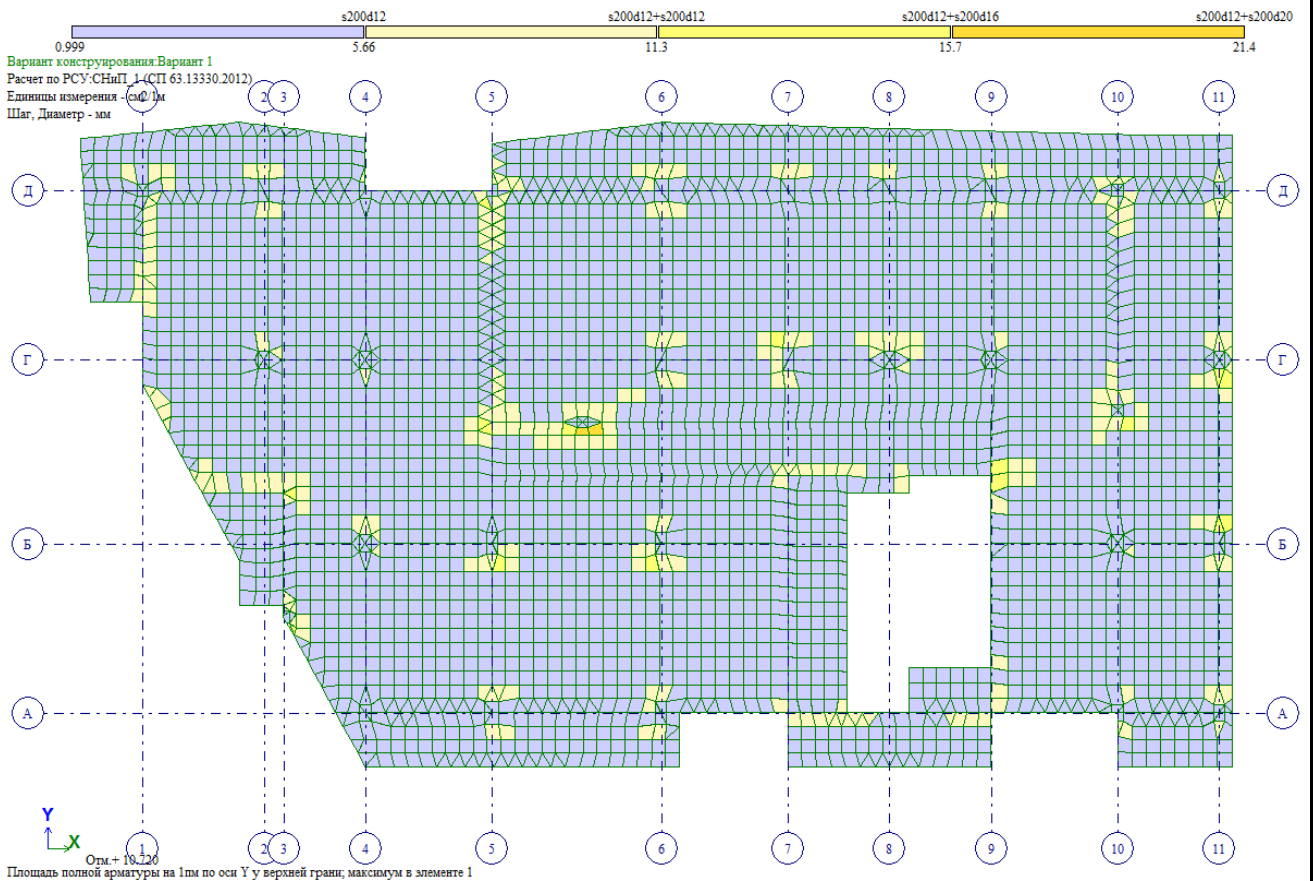 s200d12 s200d12+s200d12 s200d12+s200d16 s200d12+s200d20
0.999 5.66 11.3 15.7 21.4
Вариант конструирования:Вариант 1
Расчет по РСУ:СНиП_1 (СП 63.13330.2012)
Единицы измерения - см2/1м
Шаг, Диаметр - мм
1 2 3 4 5 6 7 8 9 10 11
Д Д
Г Г
Б Б
А А
Y
X
1 2 3 4 5 6 7 8 9 10 11
Отм.+ 10.720
Площадь полной арматуры на 1пм по оси Y у верхней грани; максимум в элементе 1